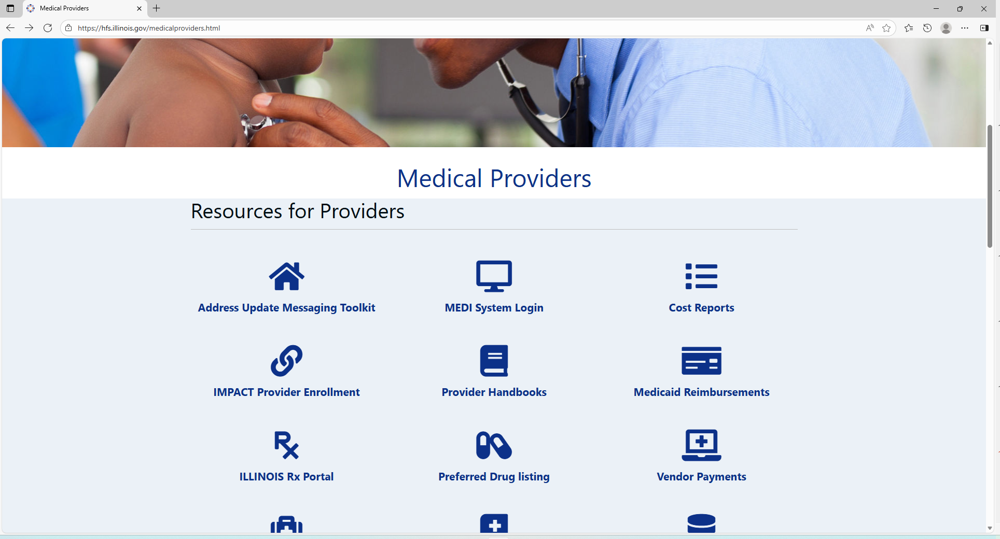 Medical Providers
https://hfs.illinois.gov/medicalproviders.html
Medical Providers
Resources for Providers
Address Update Messaging Toolkit
MEDI System Login
Cost Reports
IMPACT Provider Enrollment
Provider Handbooks
Medicaid Reimbursements
Rx
ILLINOIS Rx Portal
Preferred Drug listing
Vendor Payments